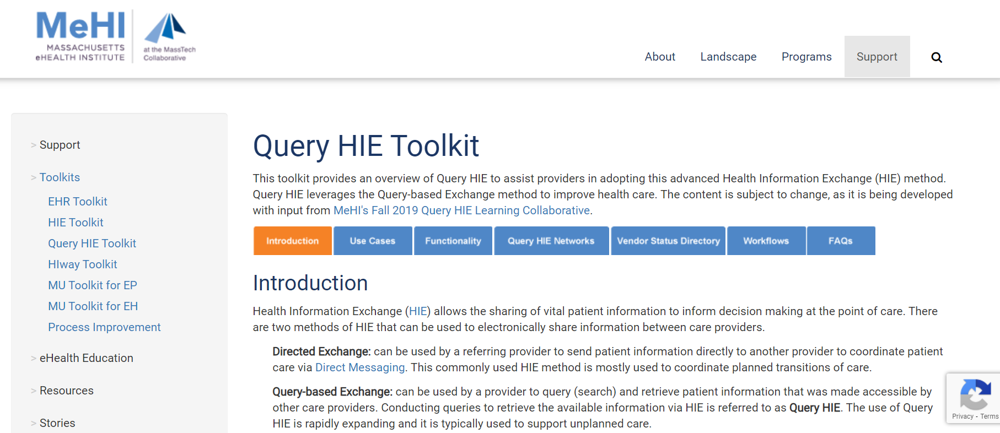 MeHI
MASSACHUSETTS
eHEALTH INSTITUTE
at the MassTech
Collaborative
About
Landscape
Programs
Support
> Support
> Toolkits
EHR Toolkit
HIE Toolkit
Query HIE Toolkit
HIway Toolkit
MU Toolkit for EP
MU Toolkit for EH
Process Improvement
> eHealth Education
> Resources
> Stories
Query HIE Toolkit
This toolkit provides an overview of Query HIE to assist providers in adopting this advanced Health Information Exchange (HIE) method.
Query HIE leverages the Query-based Exchange method to improve health care. The content is subject to change, as it is being developed
with input from MeHI's Fall 2019 Query HIE Learning Collaborative.
Introduction
Use Cases
Functionality
Query HIE Networks
Vendor Status Directory
Workflows
FAQs
Introduction
Health Information Exchange (HIE) allows the sharing of vital patient information to inform decision making at the point of care. There
are two methods of HIE that can be used to electronically share information between care providers.
Directed Exchange: can be used by a referring provider to send patient information directly to another provider to coordinate patient
care via Direct Messaging. This commonly used HIE method is mostly used to coordinate planned transitions of care.
Query-based Exchange: can be used by a provider to query (search) and retrieve patient information that was made accessible by
other care providers. Conducting queries to retrieve the available information via HIE is referred to as Query HIE. The use of Query
HIE is rapidly expanding and it is typically used to support unplanned care.
Privacy - Terms